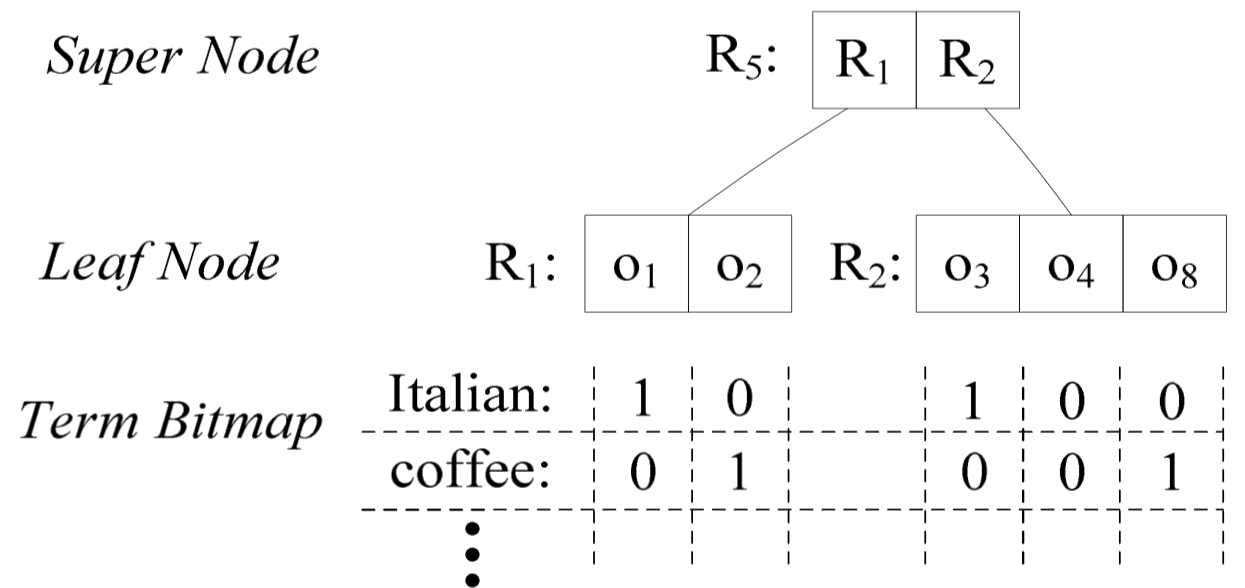 Super Node R₅: R₁ R₂
Leaf Node R₁: o₁ o₂ R₂: o₃ o₄ o₈
Term Bitmap Italian: 1 0 1 0 0
coffee: 0 1 0 0 1